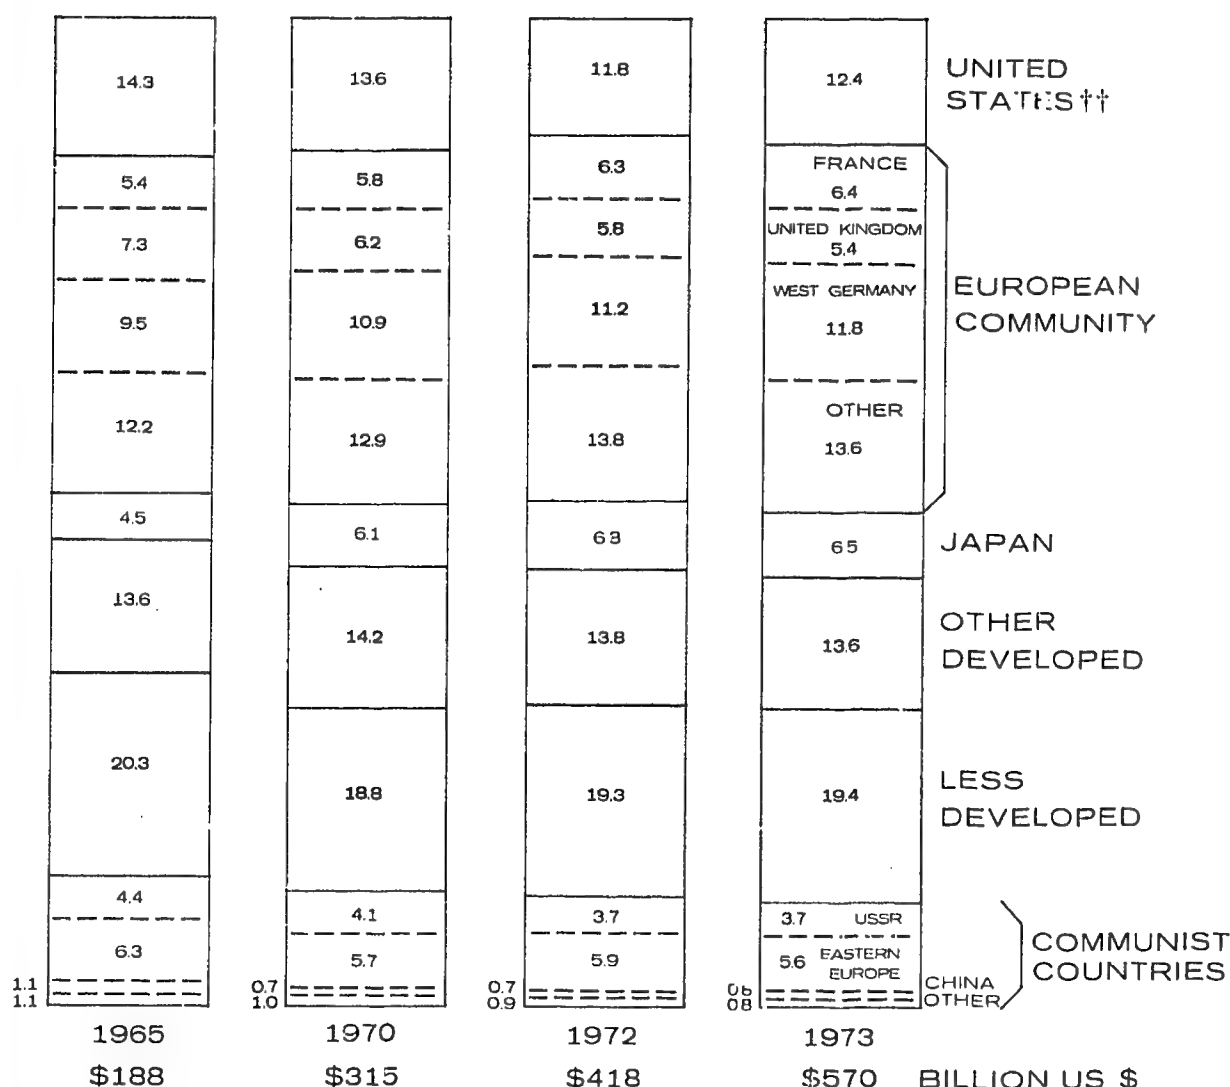 14.3
5.4
7.3
9.5
12.2
4.5
13.6
20.3
4.4
6.3
1.1
1.1
1965
$188
13.6
5.8
6.2
10.9
12.9
6.1
14.2
18.8
4.1
5.7
0.7
1.0
1970
$315
11.8
6.3
5.8
11.2
13.8
6.3
13.8
19.3
3.7
5.9
0.7
0.9
1972
$418
12.4
FRANCE
6.4
UNITED KINGDOM
5.4
WEST GERMANY
11.8
OTHER
13.6
6.5
13.6
19.4
3.7 USSR
5.6 EASTERN
EUROPE
0.6
0.8
1973
$570 BILLION US $
UNITED
STATES††
EUROPEAN
COMMUNITY
JAPAN
OTHER
DEVELOPED
LESS
DEVELOPED
CHINA
OTHER
COMMUNIST
COUNTRIES